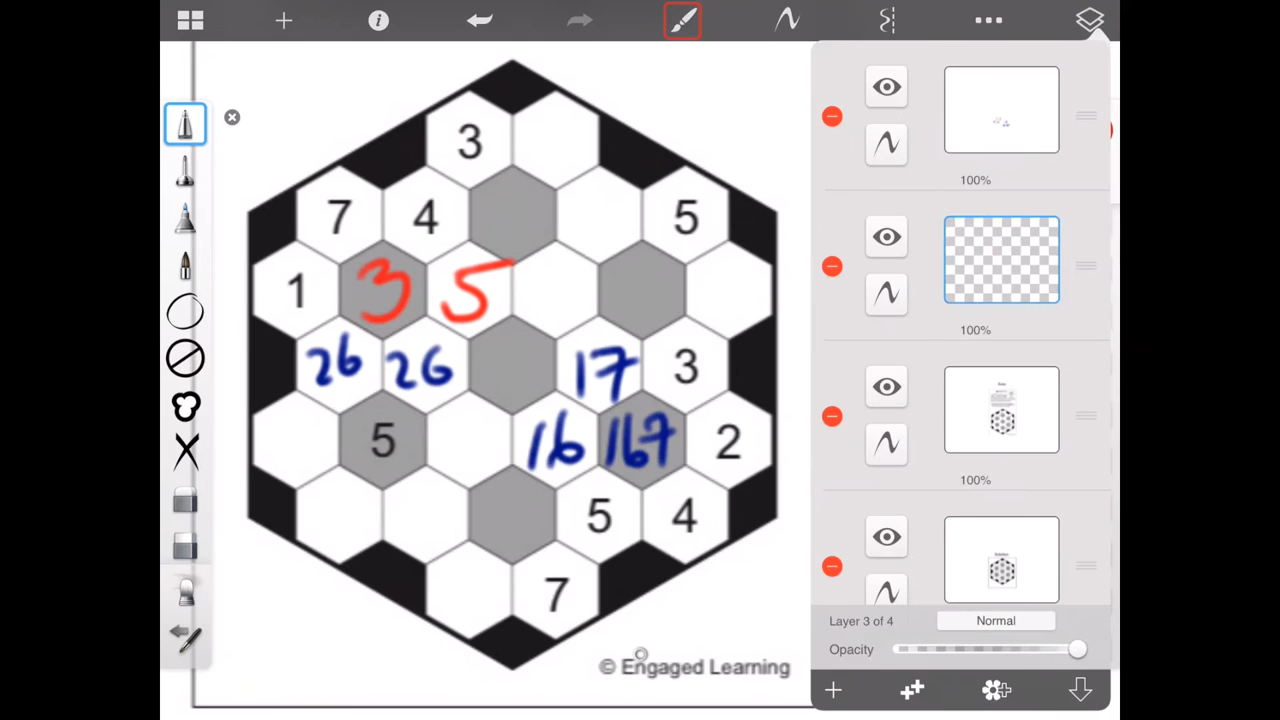 3
7 4 5
1 3 5
26 26 17 3
5 16 167 2
5 4
7
© Engaged Learning
100%
100%
100%
Layer 3 of 4 Normal
Opacity